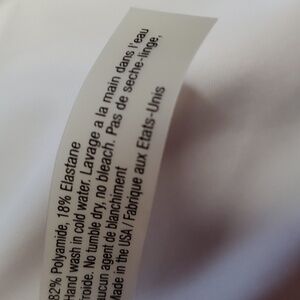 82% Polyamide, 18% Elastane
Hand wash in cold water. Lavage a la main dans l'eau
froide. No tumble dry, no bleach. Pas de seche-linge,
aucun agent de blanchiment
Made in the USA / Fabrique aux Etats-Unis